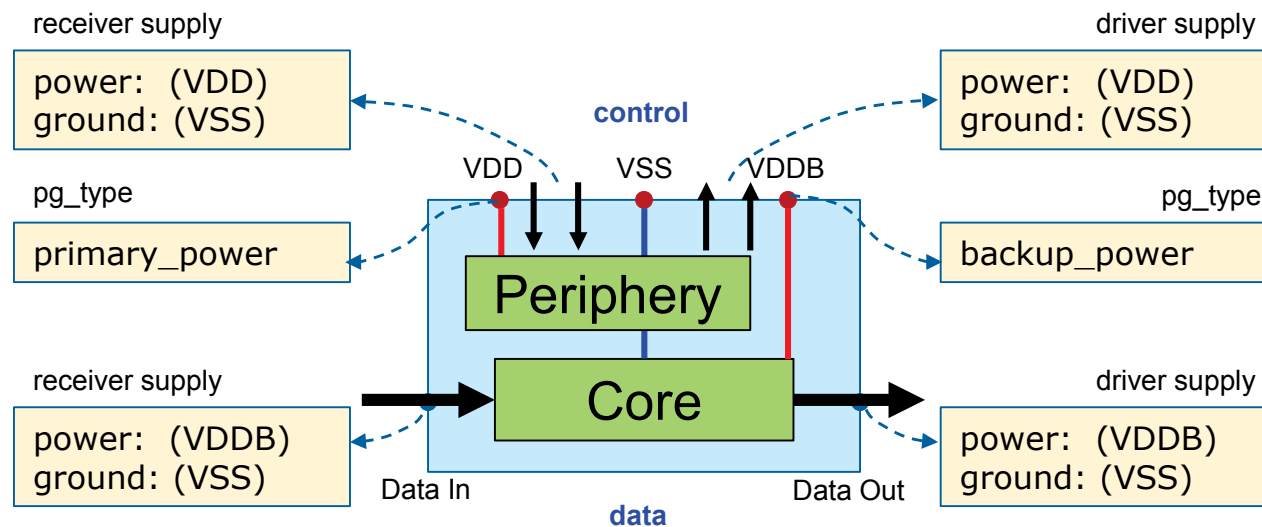 receiver supply
driver supply
power: (VDD)
ground: (VSS)
power: (VDD)
ground: (VSS)
control
VDD
VSS
VDDB
pg_type
pg_type
primary_power
backup_power
Periphery
Core
receiver supply
driver supply
power: (VDDB)
ground: (VSS)
power: (VDDB)
ground: (VSS)
Data In
Data Out
data